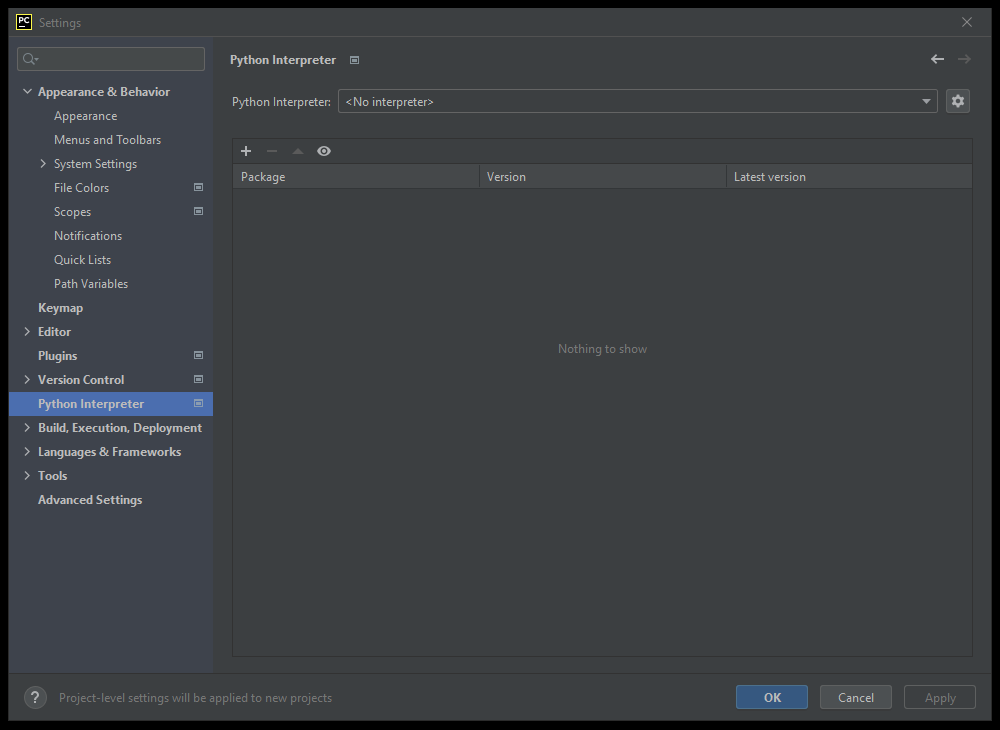 PC Settings
Python Interpreter
Python Interpreter: <No interpreter>
Appearance & Behavior
Appearance
Menus and Toolbars
System Settings
File Colors
Scopes
Notifications
Quick Lists
Path Variables
Keymap
Editor
Plugins
Version Control
Python Interpreter
Build, Execution, Deployment
Languages & Frameworks
Tools
Advanced Settings
Package Version Latest version
Nothing to show
? Project-level settings will be applied to new projects
OK Cancel Apply